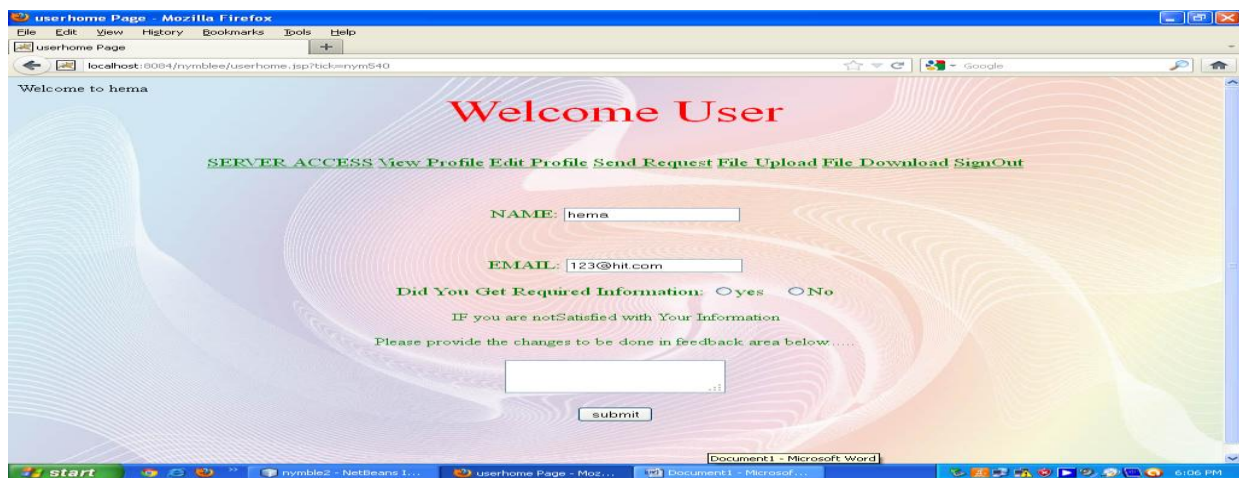 userhome Page - Mozilla Firefox
File Edit View History Bookmarks Tools Help
userhome Page
localhost:8084/nymblee/userhome.jsp?tick=nym540
Google
Welcome to hema
Welcome User
SERVER ACCESS View Profile Edit Profile Send Request File Upload File Download SignOut
NAME: hema
EMAIL: 123@hit.com
Did You Get Required Information: yes No
IF you are notSatisfied with Your Information
Please provide the changes to be done in feedback area below.....
submit
Document1 - Microsoft Word
start nymble2 - NetBeans I... userhome Page - Moz... Document1 - Microsof... 6:06 PM